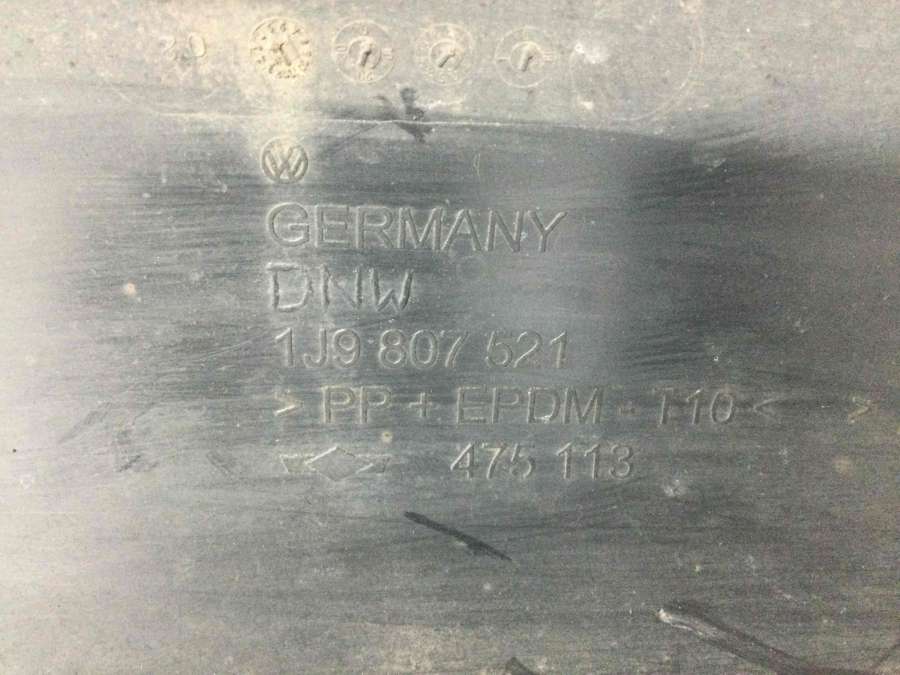 GERMANY
DNW
1J9 807 521
> PP + EPDM - T10 < >
475 113